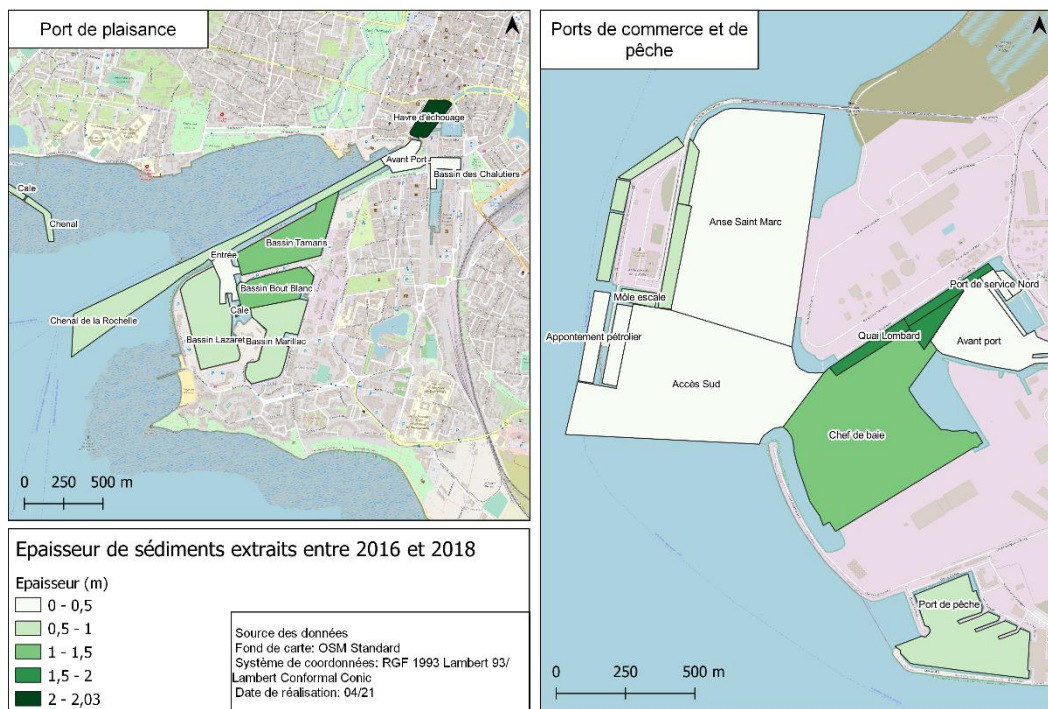 Port de plaisance
Havre d'échouage
Avant Port
Bassin des Chalutiers
Cale
Chenal
Bassin Tamaris
Entrée
Bassin Bout Blanc
Cale
Chenal de la Rochelle
Bassin Lazaret
Bassin Marillac
0 250 500 m
Ports de commerce et de
pêche
Anse Saint Marc
Môle escale
Port de service Nord
Appontement pétrolier
Quai Lombard
Avant port
Accès Sud
Chef de baie
Port de pêche
0 250 500 m
Epaisseur de sédiments extraits entre 2016 et 2018
Epaisseur (m)
0 - 0,5
0,5 - 1
1 - 1,5
1,5 - 2
2 - 2,03
Source des données
Fond de carte: OSM Standard
Système de coordonnées: RGF 1993 Lambert 93/
Lambert Conformal Conic
Date de réalisation: 04/21